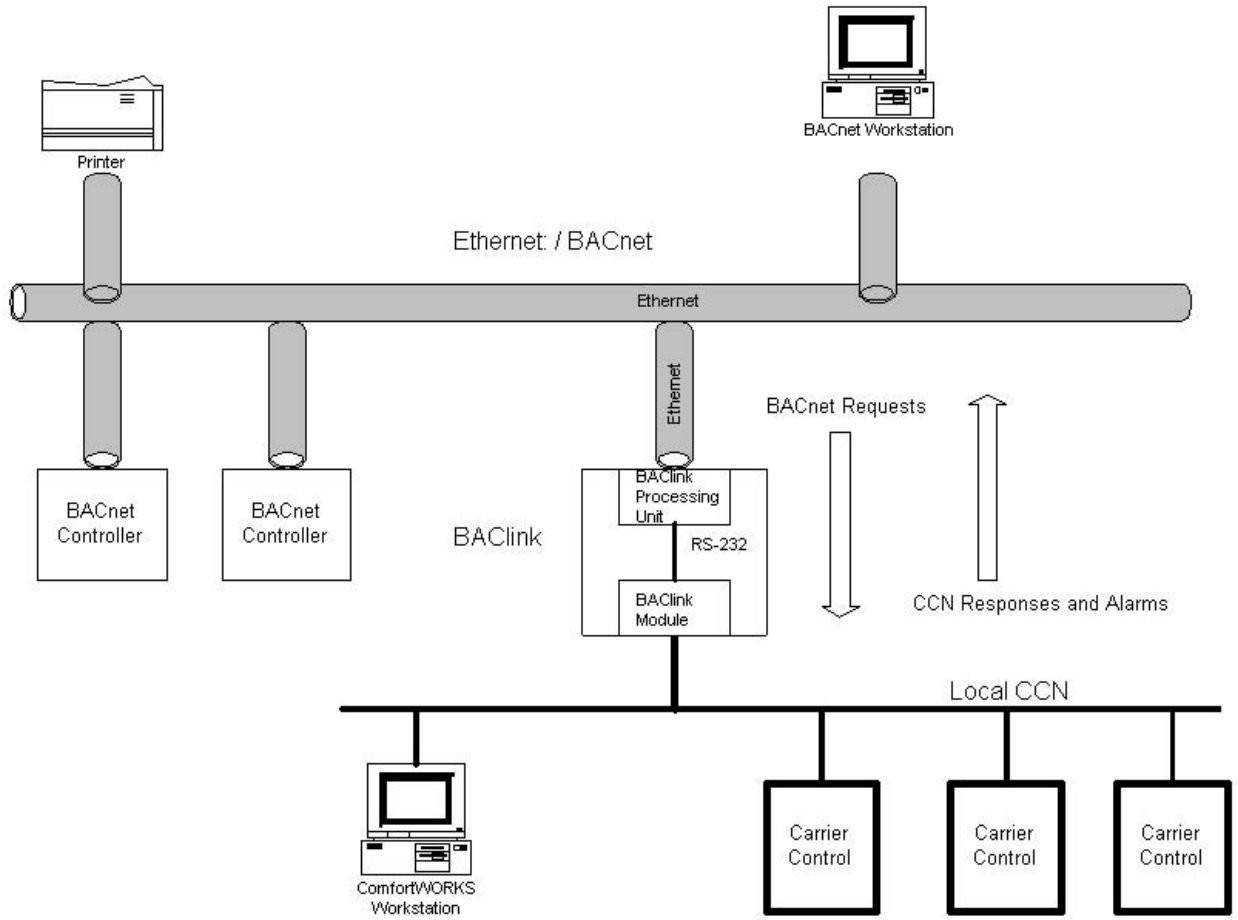 BACnet Workstation
Printer
Ethernet: / BACnet
Ethernet
Ethernet
BACnet Requests
BACnet
Controller
BACnet
Controller
BAClink
BAClink
Processing
Unit
RS-232
BAClink
Module
CCN Responses and Alarms
Local CCN
ComfortWORKS
Workstation
Carrier
Control
Carrier
Control
Carrier
Control